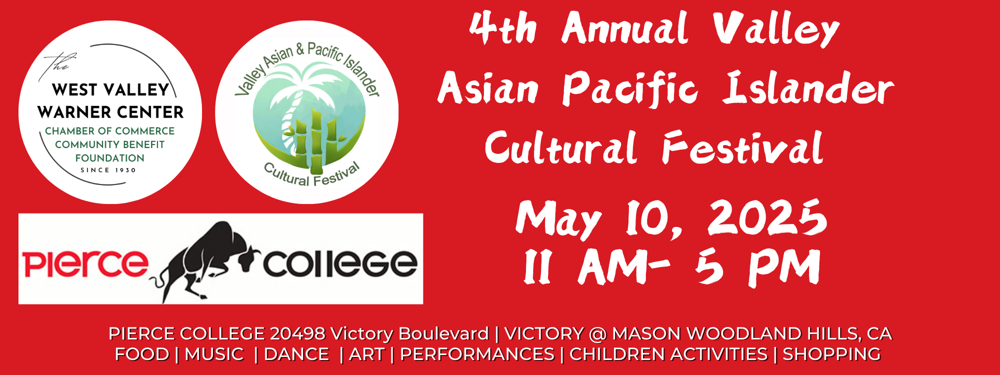 The
WEST VALLEY
WARNER CENTER
CHAMBER OF COMMERCE
COMMUNITY BENEFIT
FOUNDATION
SINCE 1930
Valley Asian & Pacific Islander
Cultural Festival
PIERCE COLLEGE
4th Annual Valley
Asian Pacific Islander
Cultural Festival
May 10, 2025
11 AM- 5 PM
PIERCE COLLEGE 20498 Victory Boulevard | VICTORY @ MASON WOODLAND HILLS, CA
FOOD | MUSIC | DANCE | ART | PERFORMANCES | CHILDREN ACTIVITIES | SHOPPING